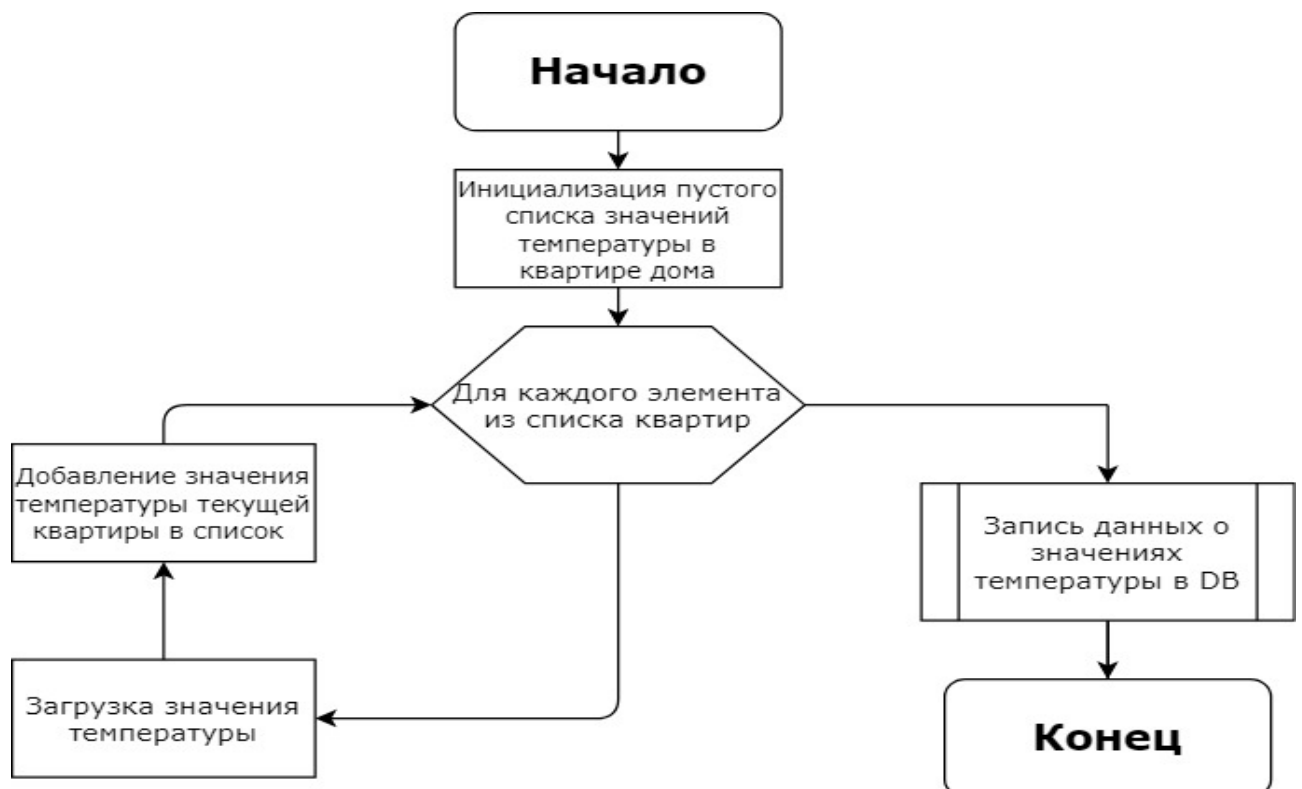 Начало
Инициализация пустого
списка значений
температуры в
квартире дома
Для каждого элемента
из списка квартир
Добавление значения
температуры текущей
квартиры в список
Загрузка значения
температуры
Запись данных о
значениях
температуры в DB
Конец